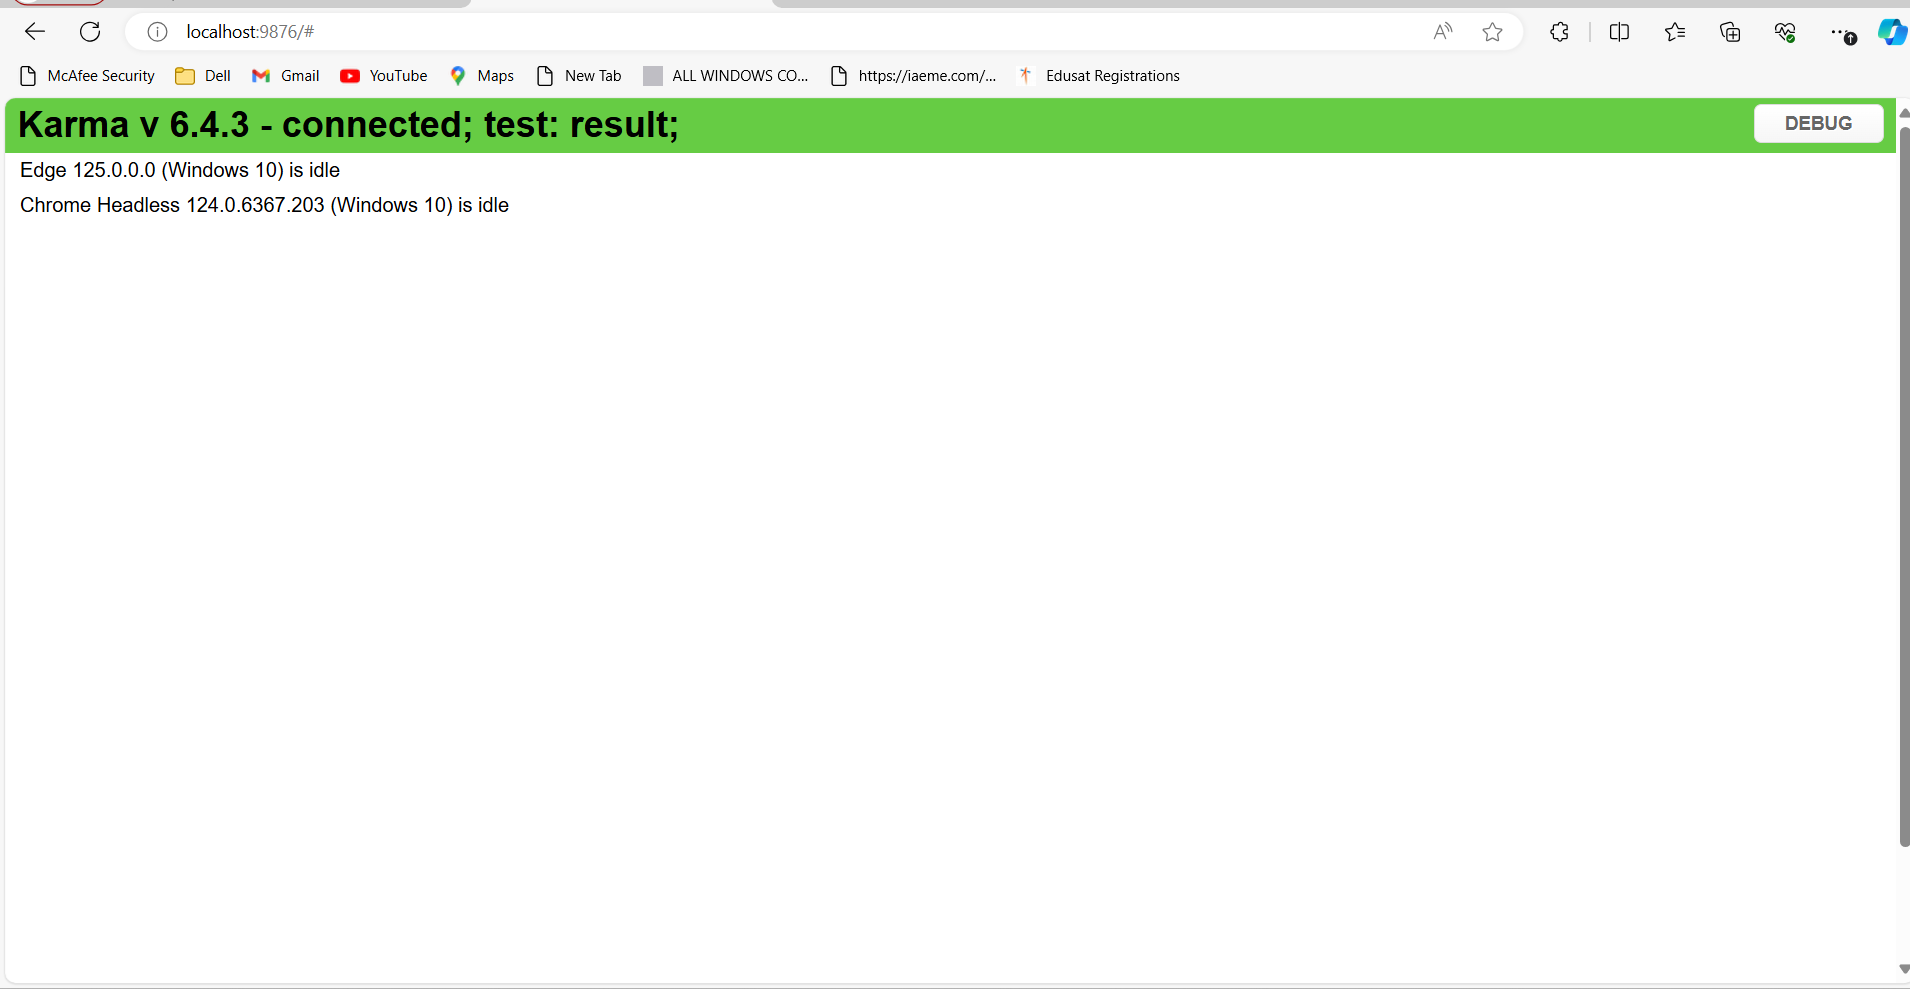 localhost:9876/#
McAfee Security Dell Gmail YouTube Maps New Tab ALL WINDOWS CO... https://iaeme.com/... Edusat Registrations
Karma v 6.4.3 - connected; test: result;
DEBUG
Edge 125.0.0.0 (Windows 10) is idle
Chrome Headless 124.0.6367.203 (Windows 10) is idle